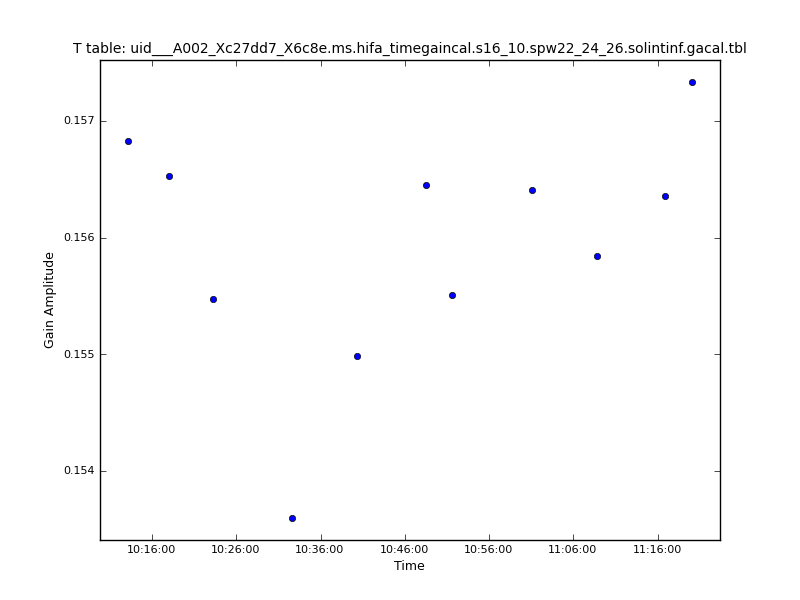 T table: uid___A002_Xc27dd7_X6c8e.ms.hifa_timegaincal.s16_10.spw22_24_26.solintinf.gacal.tbl
0.157
0.156
0.155
0.154
Gain Amplitude
10:16:00 10:26:00 10:36:00 10:46:00 10:56:00 11:06:00 11:16:00
Time